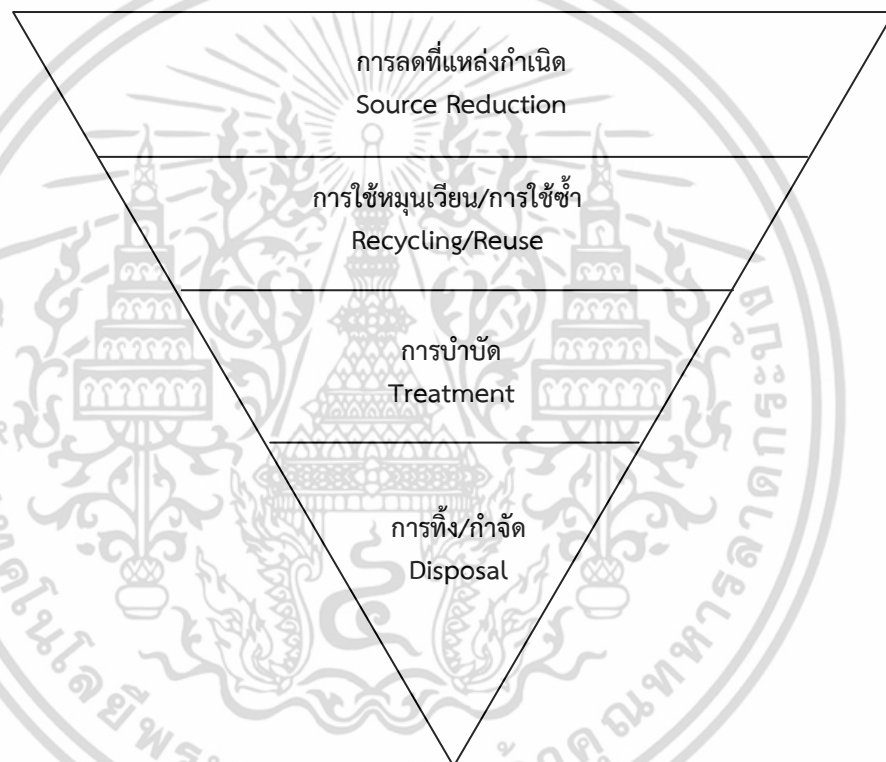 การลดที่แหล่งกำเนิด
Source Reduction
การใช้หมุนเวียน/การใช้ซ้ำ
Recycling/Reuse
การบำบัด
Treatment
การทิ้ง/กำจัด
Disposal